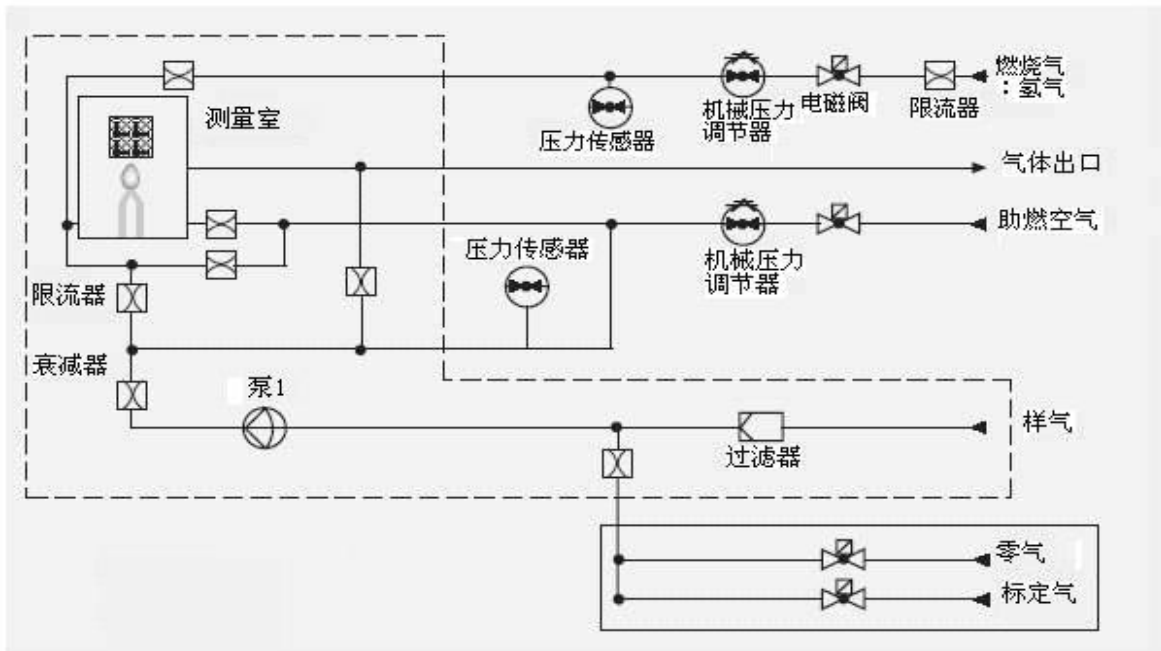 燃烧气
：氢气
测量室
压力传感器
机械压力
调节器
电磁阀
限流器
气体出口
助燃空气
压力传感器
机械压力
调节器
限流器
衰减器
泵1
样气
过滤器
零气
标定气